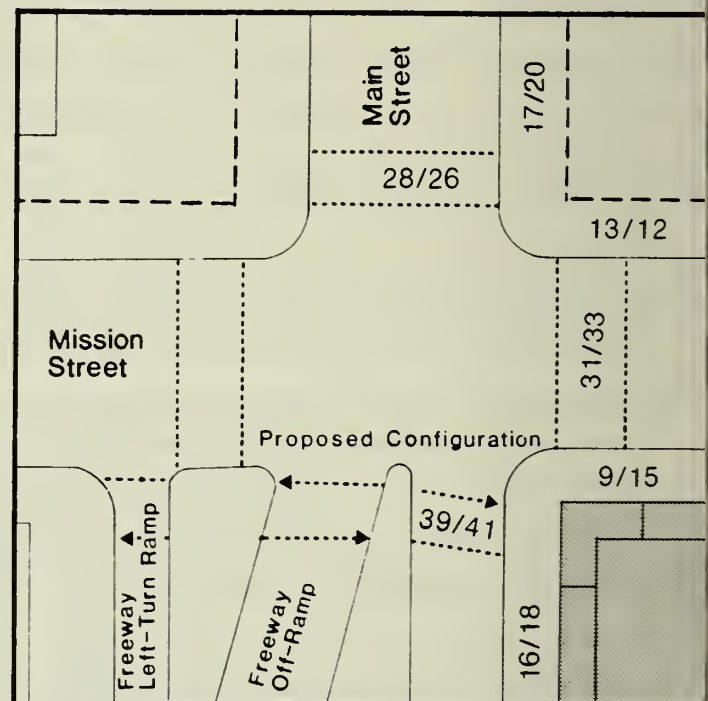 Main
Street
17/20
28/26
13/12
Mission
Street
31/33
Proposed Configuration
9/15
39/41
Freeway
Left-Turn Ramp
Freeway
Off-Ramp
16/18